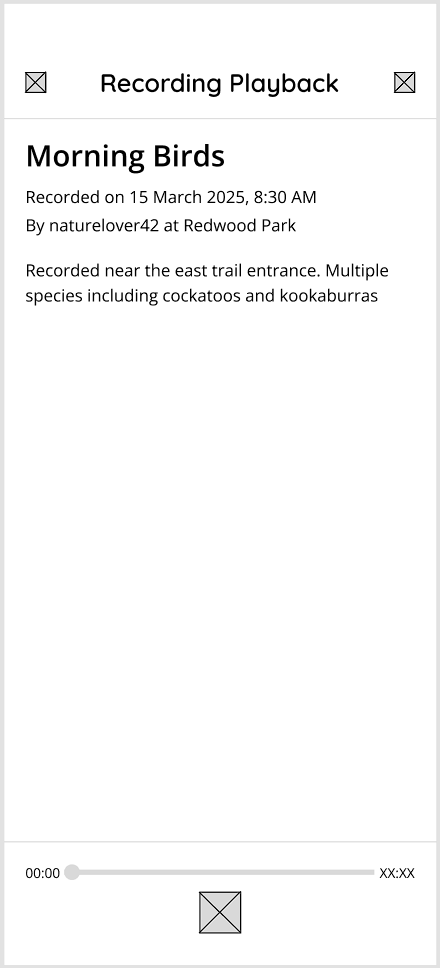 Recording Playback
Morning Birds
Recorded on 15 March 2025, 8:30 AM
By naturelover42 at Redwood Park
Recorded near the east trail entrance. Multiple
species including cockatoos and kookaburras
00:00 XX:XX